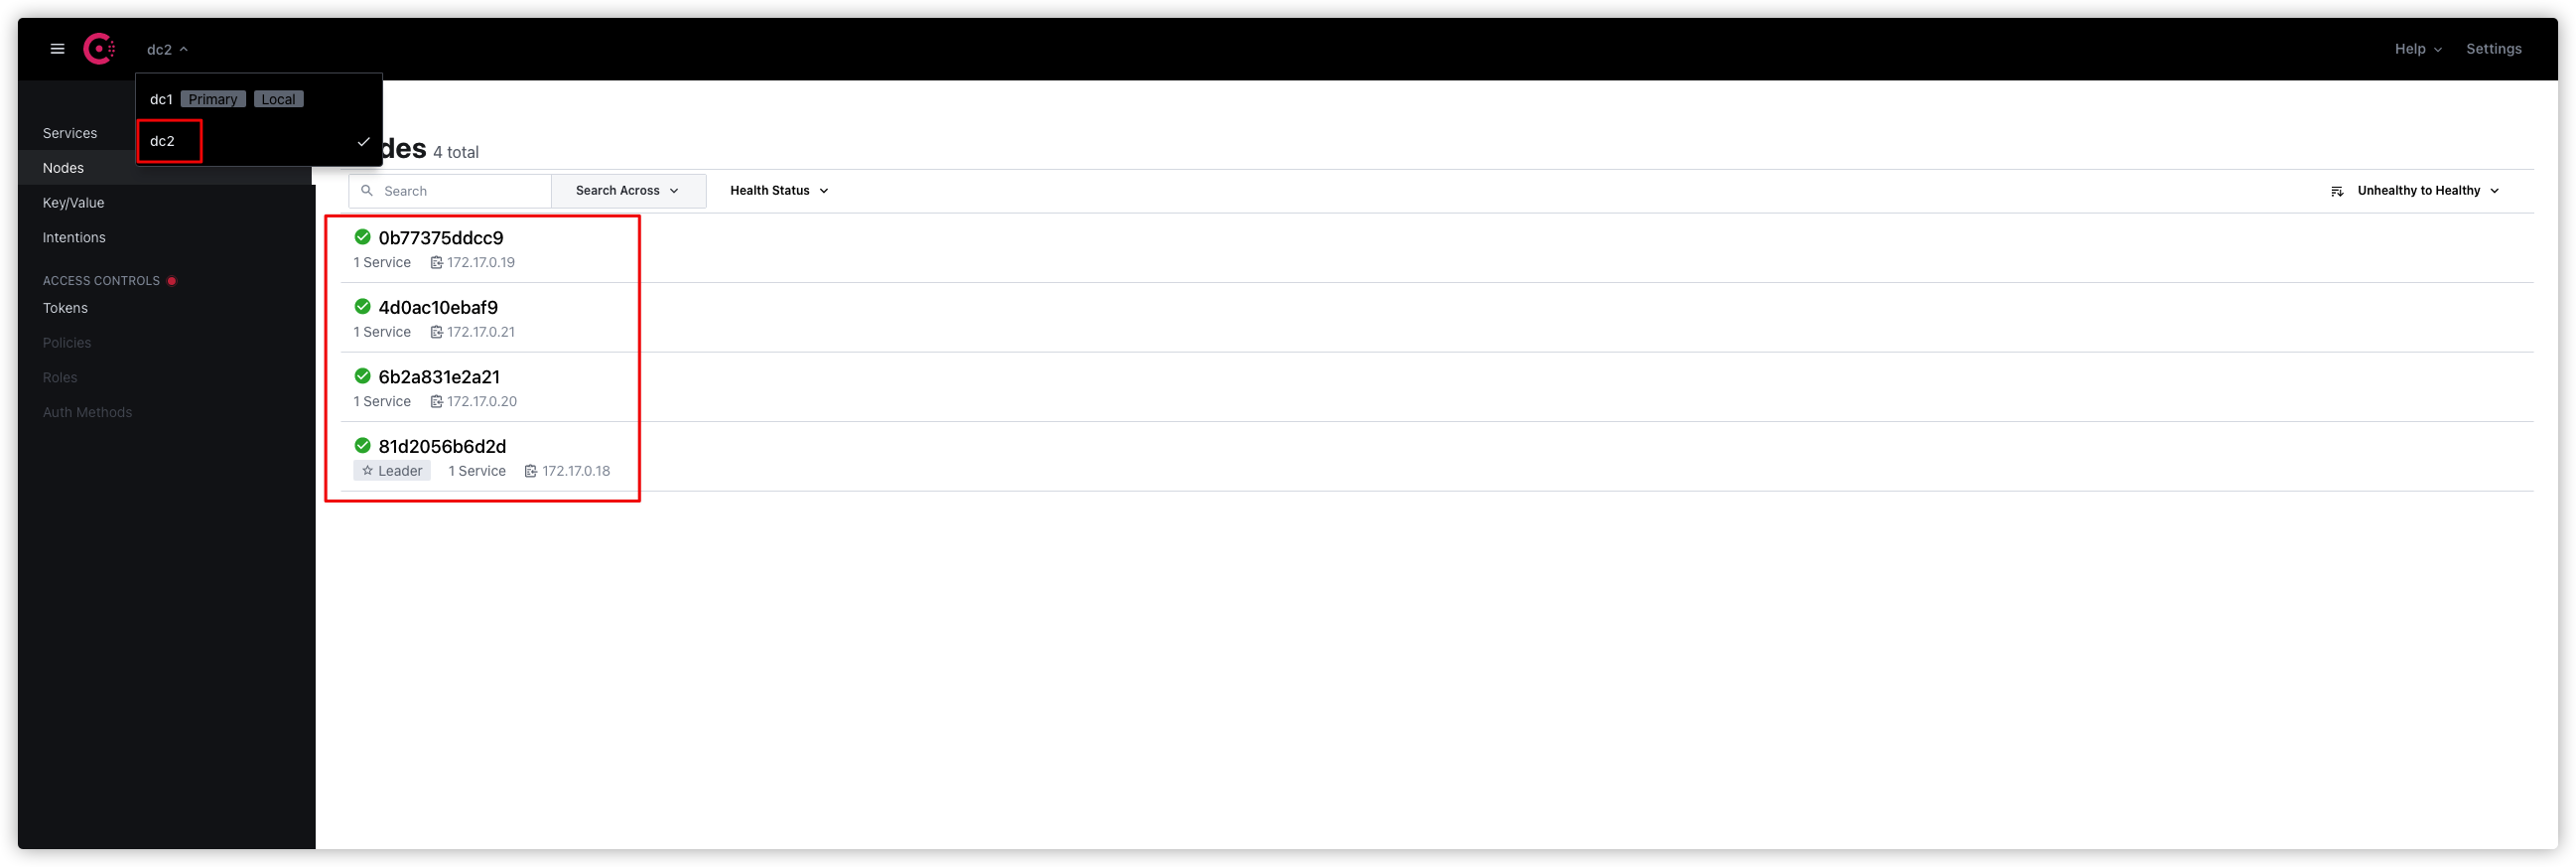 dc2
Help
Settings
dc1 Primary Local
dc2
Services
Nodes
Key/Value
Intentions
ACCESS CONTROLS
Tokens
Policies
Roles
Auth Methods
des 4 total
Search
Search Across
Health Status
Unhealthy to Healthy
0b77375ddcc9
1 Service 172.17.0.19
4d0ac10ebaf9
1 Service 172.17.0.21
6b2a831e2a21
1 Service 172.17.0.20
81d2056b6d2d
Leader 1 Service 172.17.0.18